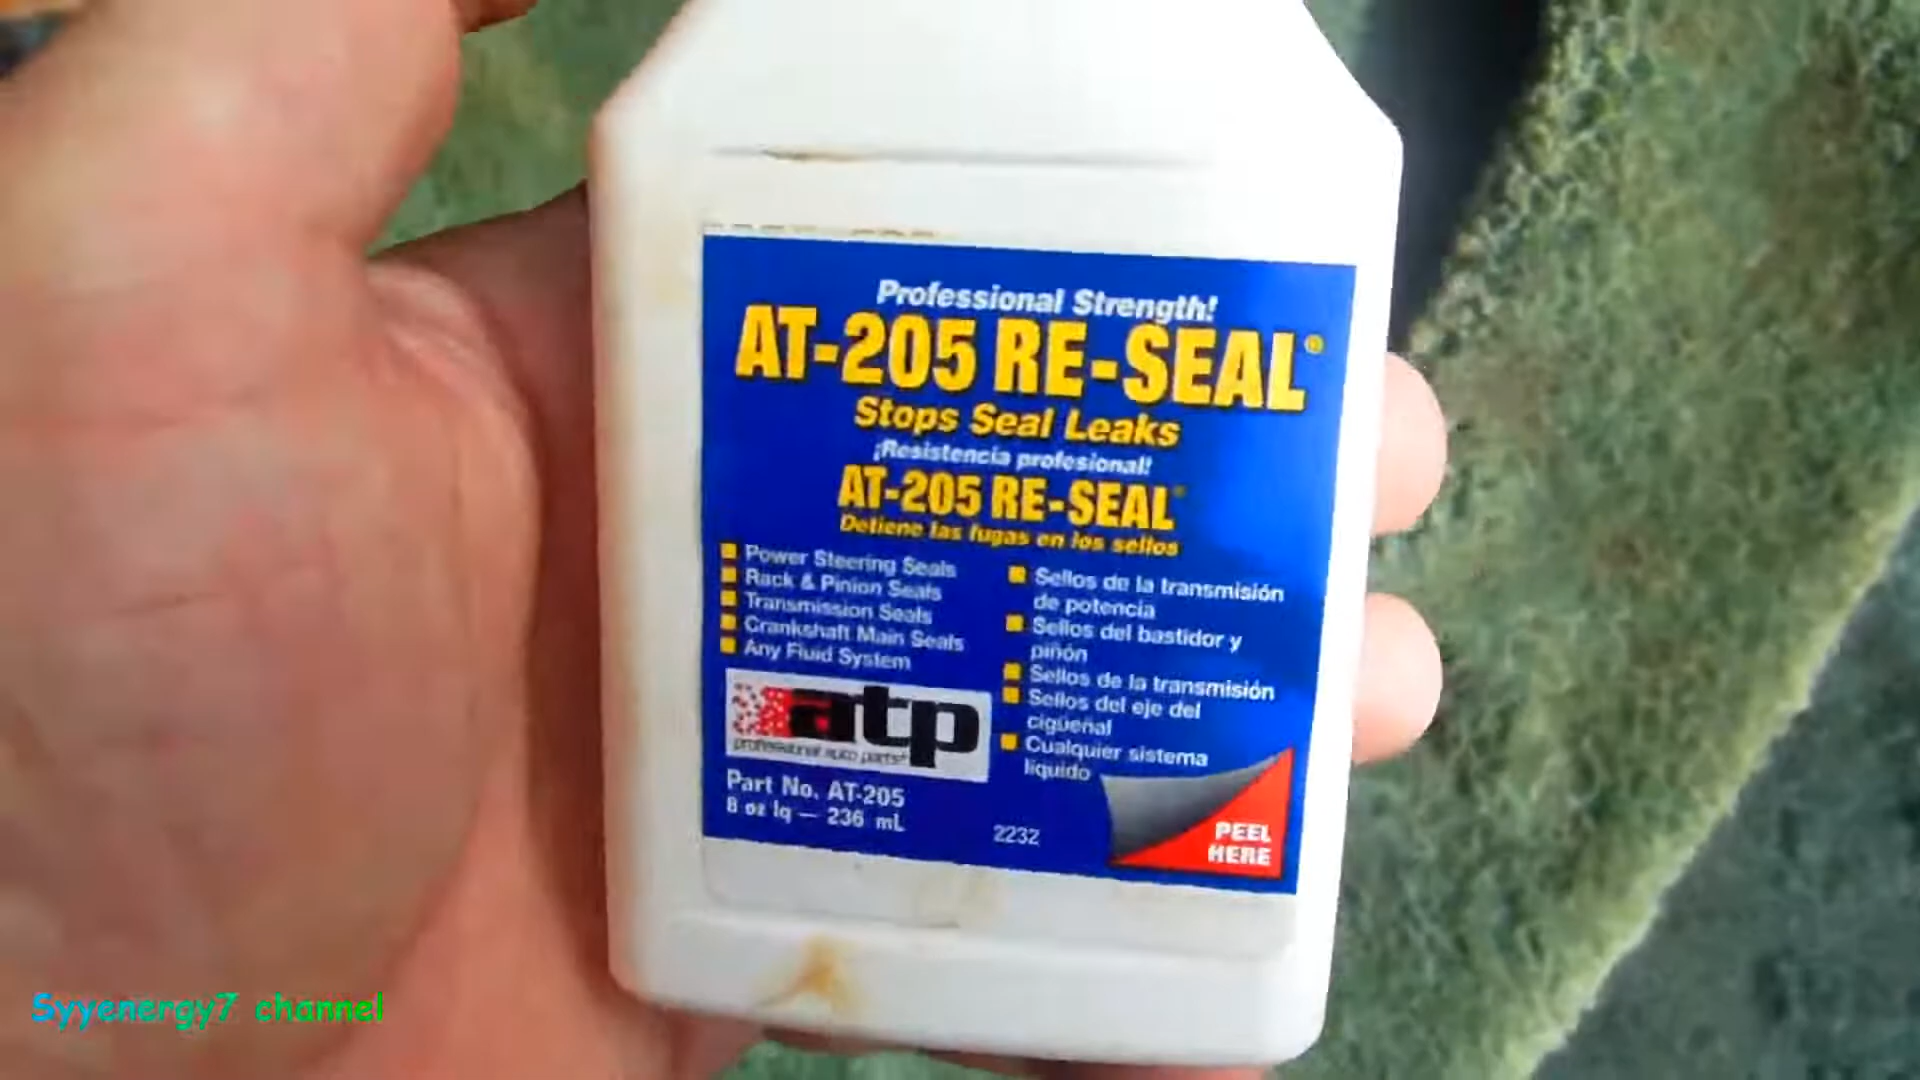 Professional Strength!
AT-205 RE-SEAL®
Stops Seal Leaks
¡Resistencia profesional!
AT-205 RE-SEAL®
Detiene las fugas en los sellos
Power Steering Seals
Rack & Pinion Seals
Transmission Seals
Crankshaft Main Seals
Any Fluid System
Sellos de la transmisión
de potencia
Sellos del bastidor y
piñón
Sellos de la transmisión
Sellos del eje del
cigüeñal
Cualquier sistema
líquido
atp
professional auto parts®
Part No. AT-205
8 oz lq — 236 mL
2232
PEEL
HERE
Syyenergy7 channel